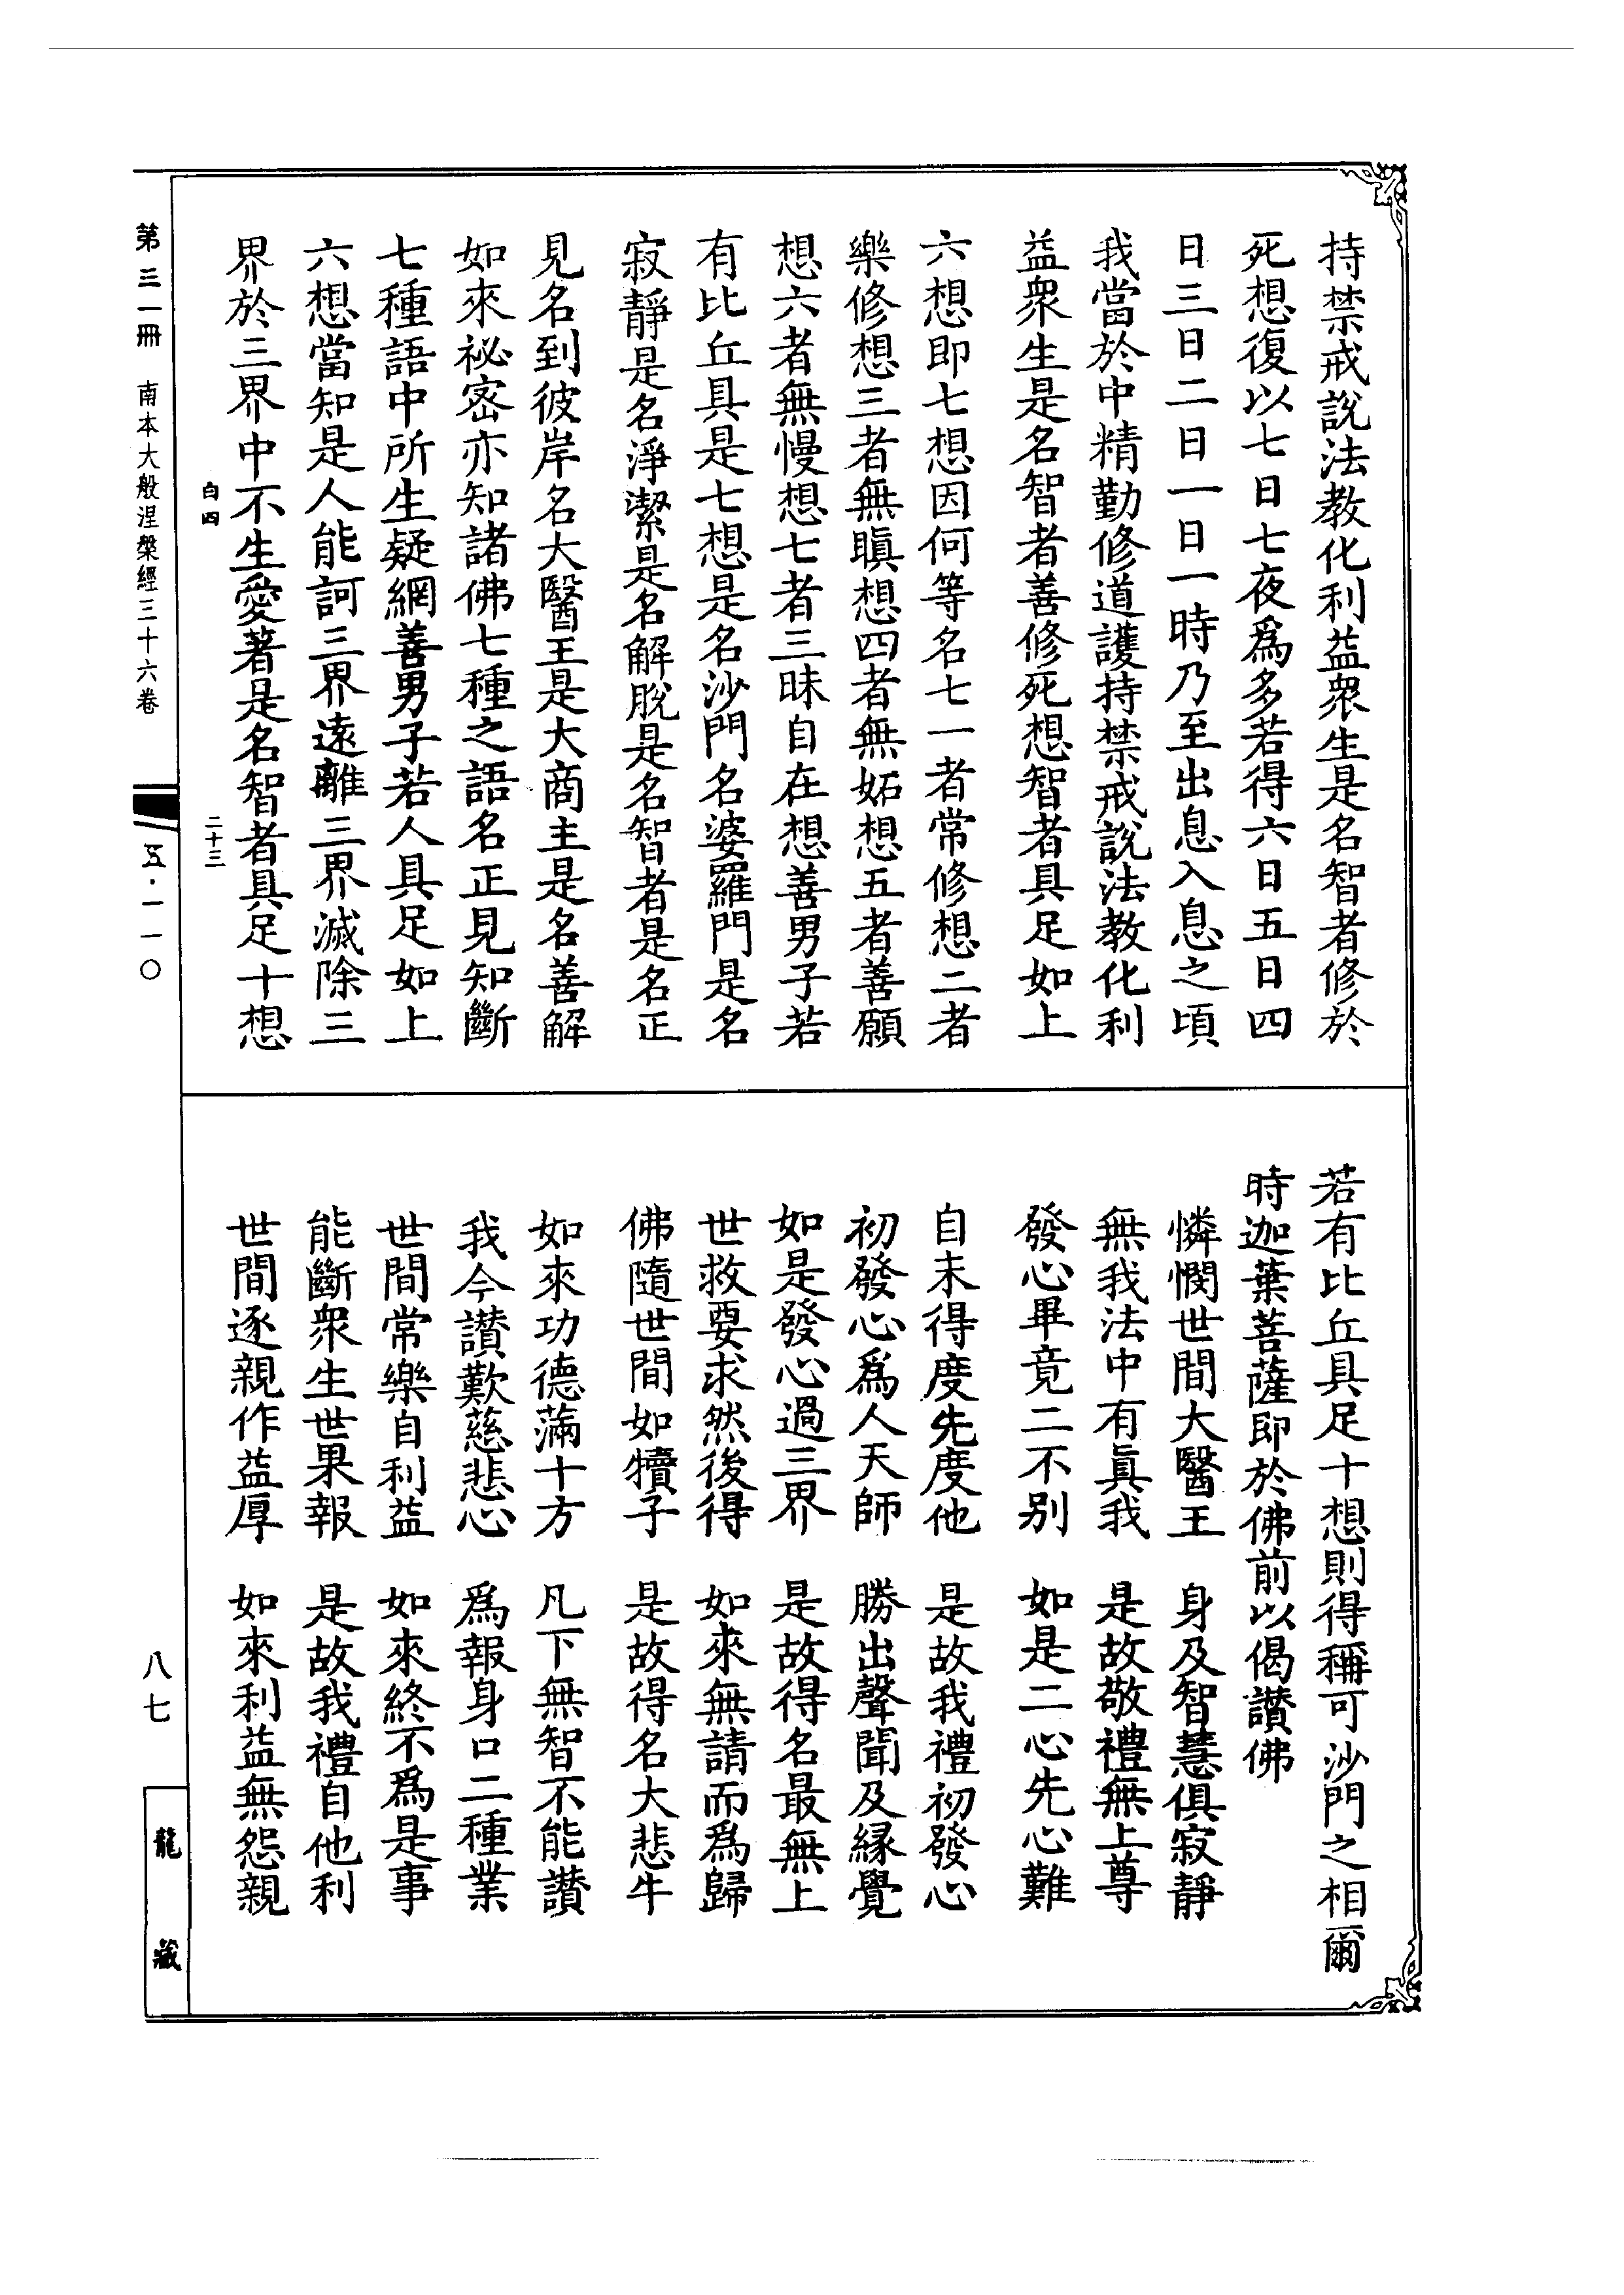 持禁戒說法教化利益衆生是名智者修於
死想復以七日七夜爲多若得六日五日四
日三日二日一日一時乃至出息入息之頃
我當於中精勤修道護持禁戒說法教化利
益衆生是名智者善修死想智者具足如上
六想即七想因何等名七一者常修想二者
樂修想三者無瞋想四者無妬想五者善願
想六者無慢想七者三昧自在想善男子若
有比丘具是七想是名沙門名婆羅門是名
寂靜是名淨潔是名解脫是名智者是名正
見名到彼岸名大醫王是大商主是名善解
如來祕密亦知諸佛七種之語名正見知斷
七種語中所生疑網善男子若人具足如上
六想當知是人能訶三界遠離三界滅除三
界於三界中不生愛著是名智者具足十想
白四
二十三
若有比丘具足十想則得稱可沙門之相爾
時迦葉菩薩即於佛前以偈讚佛
憐憫世間大醫王　身及智慧俱寂靜
無我法中有眞我　是故敬禮無上尊
發心畢竟二不別　如是二心先心難
自未得度先度他　是故我禮初發心
初發心爲人天師　勝出聲聞及緣覺
如是發心過三界　是故得名最無上
世救要求然後得　如來無請而爲歸
佛隨世間如犢子　是故得名大悲牛
如來功德滿十方　凡下無智不能讚
我今讚歎慈悲心　爲報身口二種業
世間常樂自利益　如來終不爲是事
能斷衆生世果報　是故我禮自他利
世間逐親作益厚　如來利益無怨親
第三一冊　南本大般涅槃經三十六卷
五·一一〇
八七
龍藏